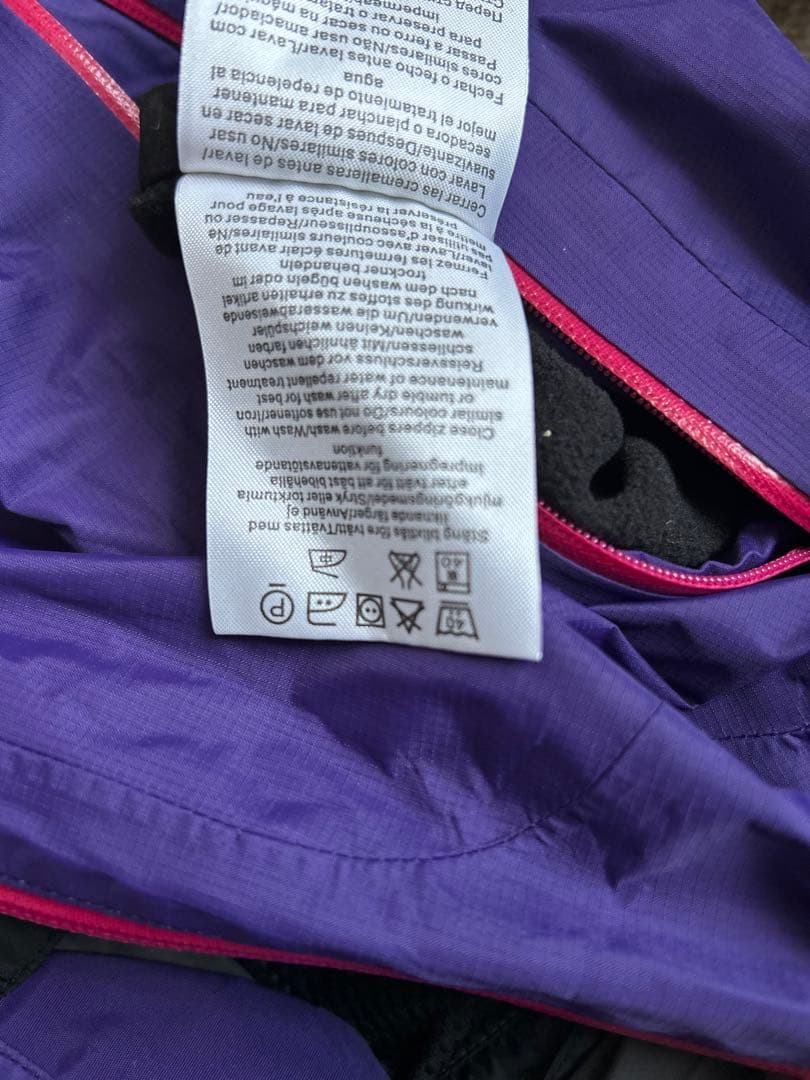 40 P
40
Stäng blixtlås före tvätt/Tvättas med
liknande färger/Använd ej
mjukgöringsmedel/Stryk eller torktumla
efter tvätt för att bäst bibehålla
impregnering för vattenavstötande
funktion
Close zippers before wash/Wash with
similar colours/Do not use softener/Iron
or tumble dry after wash for best
maintenance of water repellent treatment
Reissverschluss vor dem waschen
schliessen/Mit ähnlichen farben
waschen/Keinen weichspüler
verwenden/Um die wasserabweisende
wirkung des stoffes zu erhalten artikel
nach dem washen bügeln oder im
trockner behandeln
Fermez les fermetures éclair avant de
laver/Laver avec couleurs similaires/Ne
pas utiliser d'assouplisseur/Repasser ou
mettre à la sécheuse après lavage pour
préserver la résistance à l'eau
Cerrar las cremalleras antes de lavar/
Lavar con colores similares/No usar
suavizante/Después de lavar secar en
secadora o planchar para mantener
mejor el tratamiento de repelencia al
agua
Fechar o fecho antes lavar/Lavar com
cores similares/Não usar amaciador/
Passar a ferro ou secar na
para preservar o
Перед